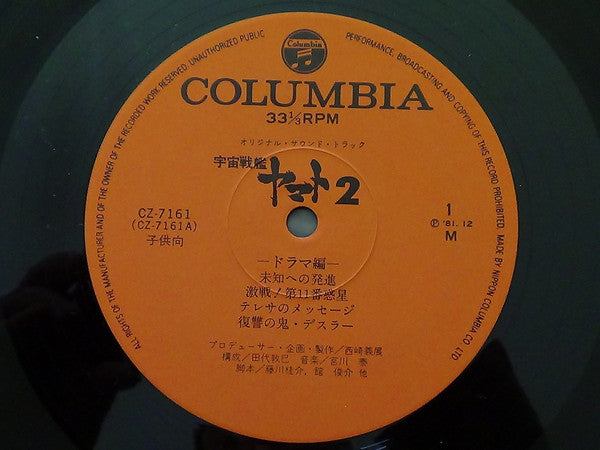 Columbia
COLUMBIA
33⅓RPM
オリジナル・サウンド・トラック
宇宙戦艦
ヤマト2
CZ-7161
(CZ-7161A)
子供向
1
Ⓟ '81. 12
M
—ドラマ編—
未知への発進
激戦!第11番惑星
テレサのメッセージ
復讐の鬼・デスラー
プロデューサー・企画・製作/西崎義展
構成/田代敦巳 音楽/宮川 泰
脚本/藤川桂介, 舘 俊介 他
ALL RIGHTS OF THE MANUFACTURER AND OF THE OWNER OF THE RECORDED WORK RESERVED. UNAUTHORIZED PUBLIC
PERFORMANCE, BROADCASTING AND COPYING OF THIS RECORD PROHIBITED. MADE BY NIPPON COLUMBIA CO LTD